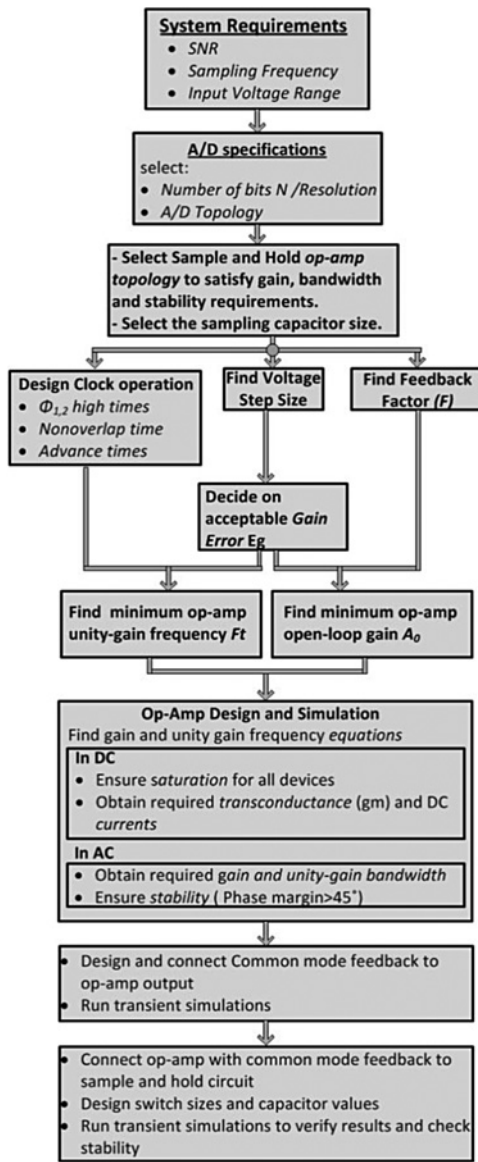 System Requirements
• SNR
• Sampling Frequency
• Input Voltage Range
A/D specifications
select:
• Number of bits N /Resolution
• A/D Topology
- Select Sample and Hold op-amp
topology to satisfy gain, bandwidth
and stability requirements.
- Select the sampling capacitor size.
Design Clock operation
• Φ1,2 high times
• Nonoverlap time
• Advance times
Find Voltage
Step Size
Find Feedback
Factor (F)
Decide on
acceptable Gain
Error Eg
Find minimum op-amp
unity-gain frequency Ft
Find minimum op-amp
open-loop gain A0
Op-Amp Design and Simulation
Find gain and unity gain frequency equations
In DC
• Ensure saturation for all devices
• Obtain required transconductance (gm) and DC
currents
In AC
• Obtain required gain and unity-gain bandwidth
• Ensure stability ( Phase margin>45°)
• Design and connect Common mode feedback to
op-amp output
• Run transient simulations
• Connect op-amp with common mode feedback to
sample and hold circuit
• Design switch sizes and capacitor values
• Run transient simulations to verify results and check
stability